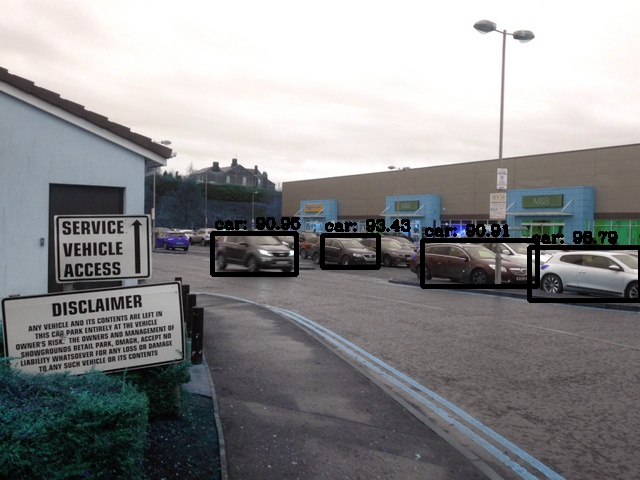 car: 90.95
car: 93.43
car: 90.91
car: 96.79
M&S
SERVICE
VEHICLE
ACCESS
DISCLAIMER
ANY VEHICLE AND ITS CONTENTS ARE LEFT IN
THIS CAR PARK ENTIRELY AT THE VEHICLE
OWNER'S RISK. THE OWNERS AND MANAGEMENT OF
SHOWGROUNDS RETAIL PARK, OMAGH, ACCEPT NO
LIABILITY WHATSOEVER FOR ANY LOSS OR DAMAGE
TO ANY SUCH VEHICLE OR ITS CONTENTS